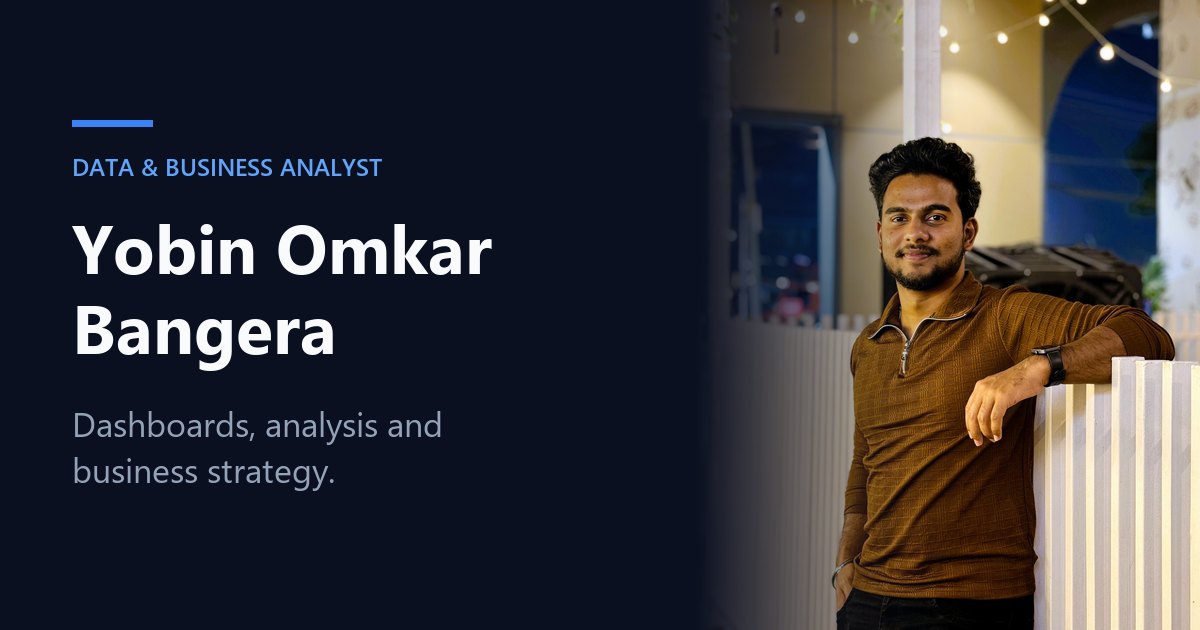 DATA & BUSINESS ANALYST
Yobin Omkar
Bangera
Dashboards, analysis and
business strategy.